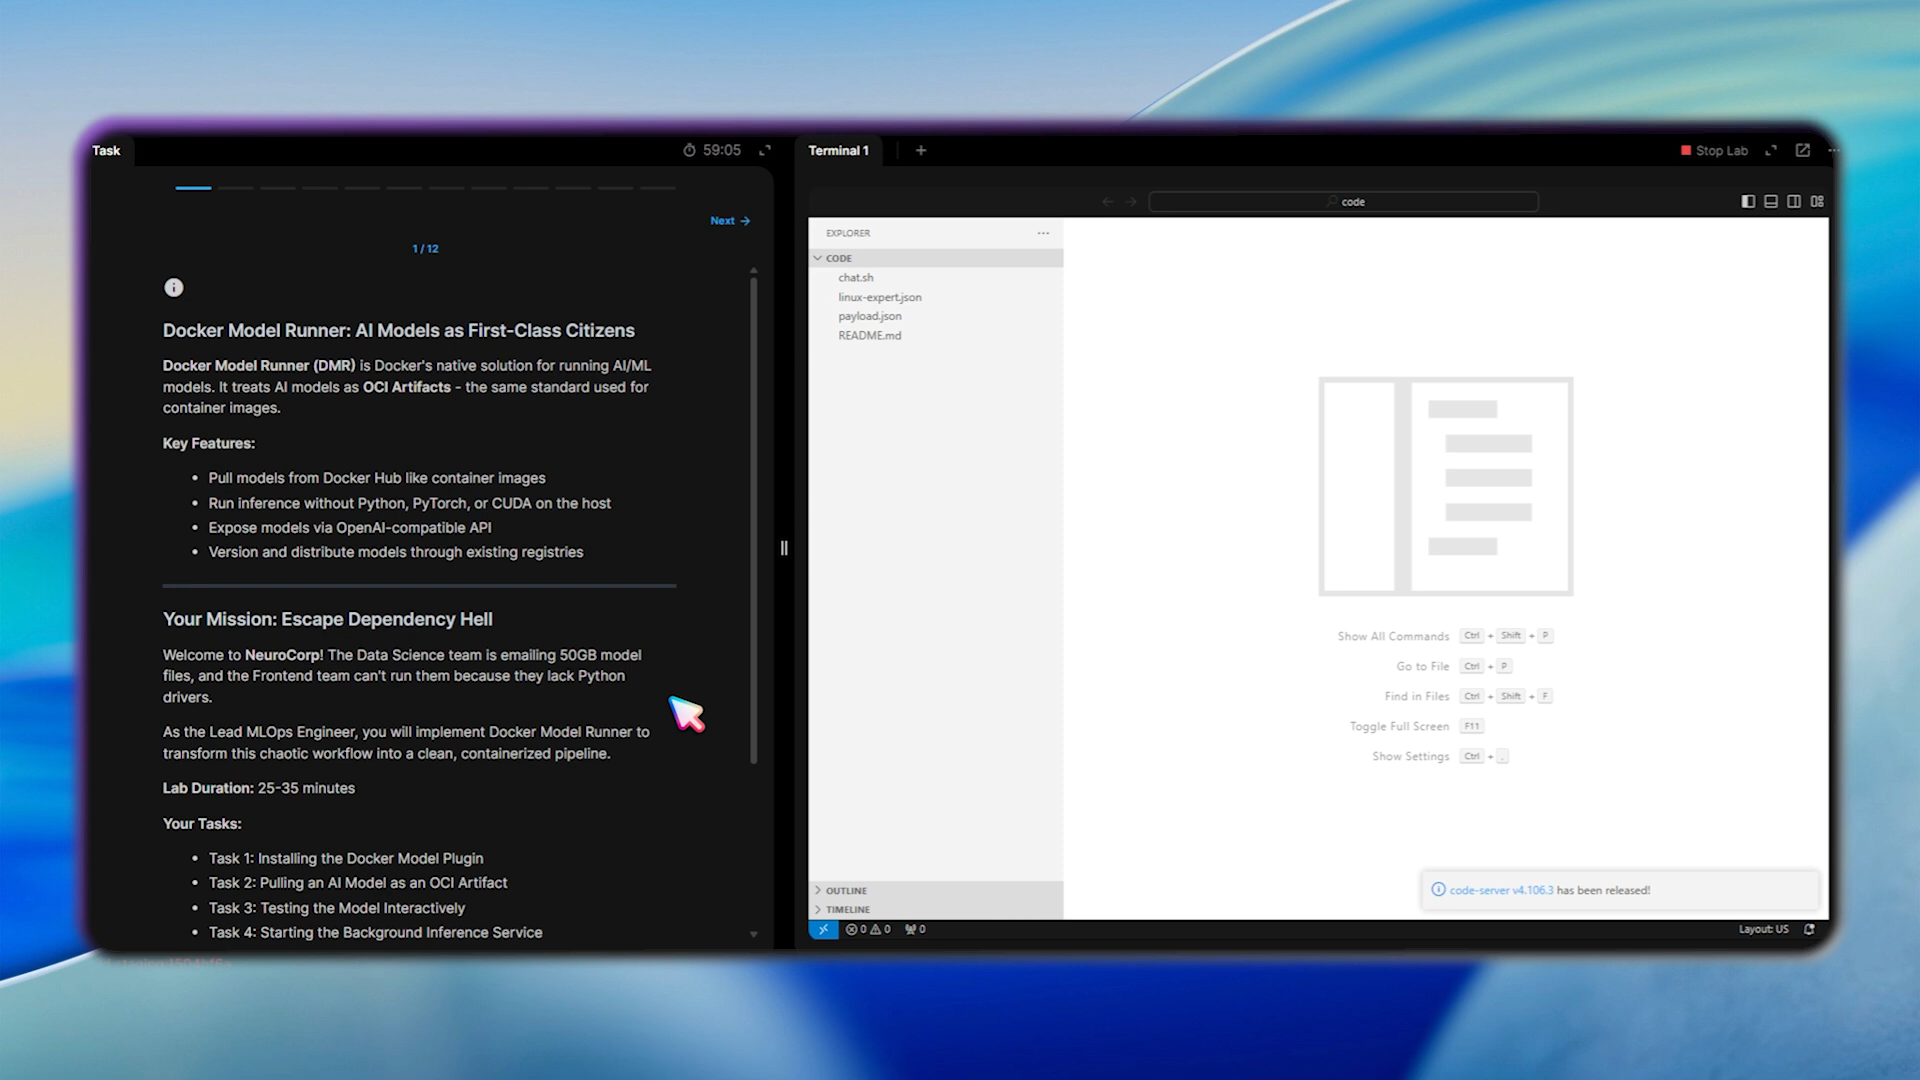 Task
59:05
Next →
1 / 12
Docker Model Runner: AI Models as First-Class Citizens
Docker Model Runner (DMR) is Docker's native solution for running AI/ML
models. It treats AI models as OCI Artifacts - the same standard used for
container images.
Key Features:
• Pull models from Docker Hub like container images
• Run inference without Python, PyTorch, or CUDA on the host
• Expose models via OpenAI-compatible API
• Version and distribute models through existing registries
Your Mission: Escape Dependency Hell
Welcome to NeuroCorp! The Data Science team is emailing 50GB model
files, and the Frontend team can't run them because they lack Python
drivers.
As the Lead MLOps Engineer, you will implement Docker Model Runner to
transform this chaotic workflow into a clean, containerized pipeline.
Lab Duration: 25-35 minutes
Your Tasks:
• Task 1: Installing the Docker Model Plugin
• Task 2: Pulling an AI Model as an OCI Artifact
• Task 3: Testing the Model Interactively
• Task 4: Starting the Background Inference Service
Terminal 1
+
Stop Lab
code
EXPLORER
CODE
chat.sh
linux-expert.json
payload.json
README.md
Show All Commands Ctrl + Shift + P
Go to File Ctrl + P
Find in Files Ctrl + Shift + F
Toggle Full Screen F11
Show Settings Ctrl + ,
OUTLINE
TIMELINE
code-server v4.106.3 has been released!
0 0 0
Layout: US